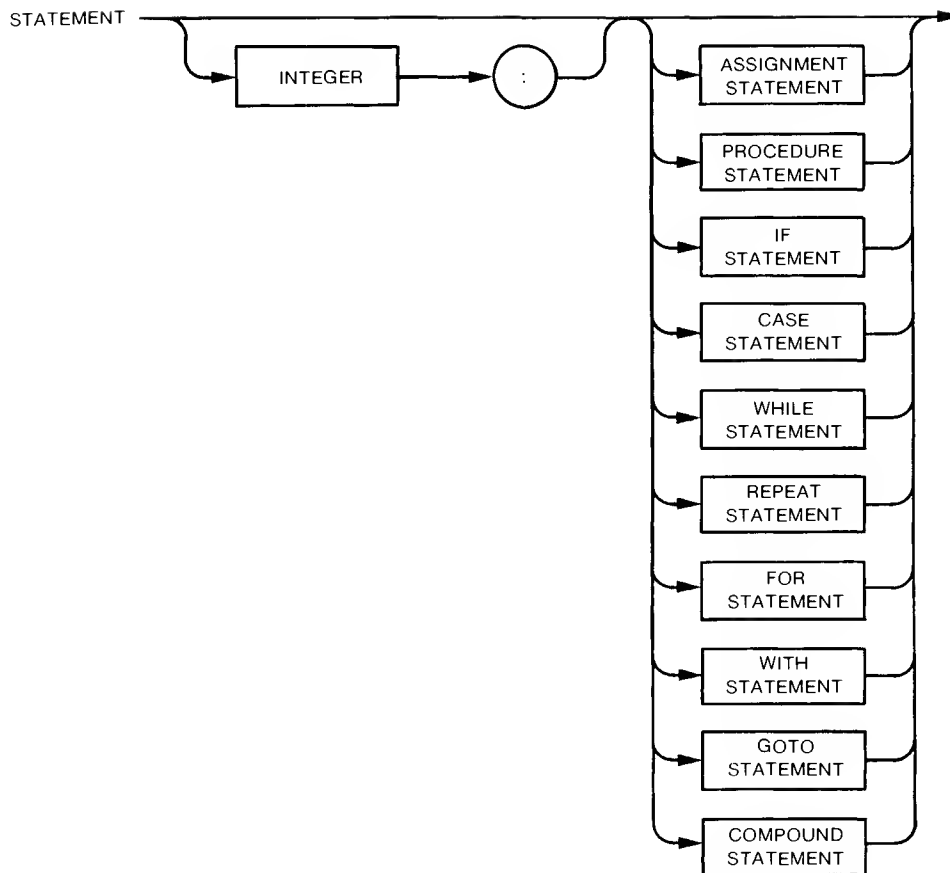 STATEMENT
INTEGER
:
ASSIGNMENT
STATEMENT
PROCEDURE
STATEMENT
IF
STATEMENT
CASE
STATEMENT
WHILE
STATEMENT
REPEAT
STATEMENT
FOR
STATEMENT
WITH
STATEMENT
GOTO
STATEMENT
COMPOUND
STATEMENT